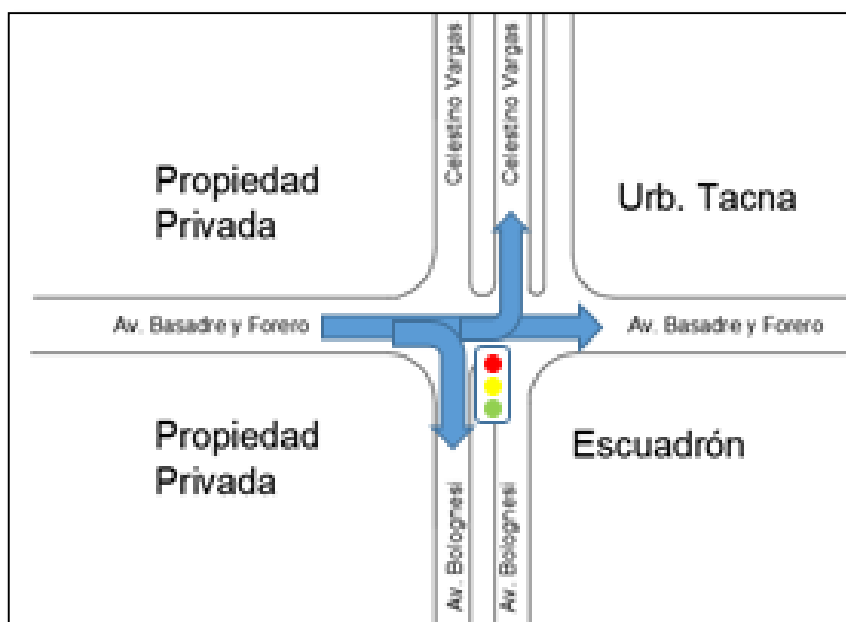 Celestino Vargas
Celestino Vargas
Propiedad
Privada
Urb. Tacna
Av. Basadre y Forero
Av. Basadre y Forero
Propiedad
Privada
Escuadrón
Av. Bolognesi
Av. Bolognesi